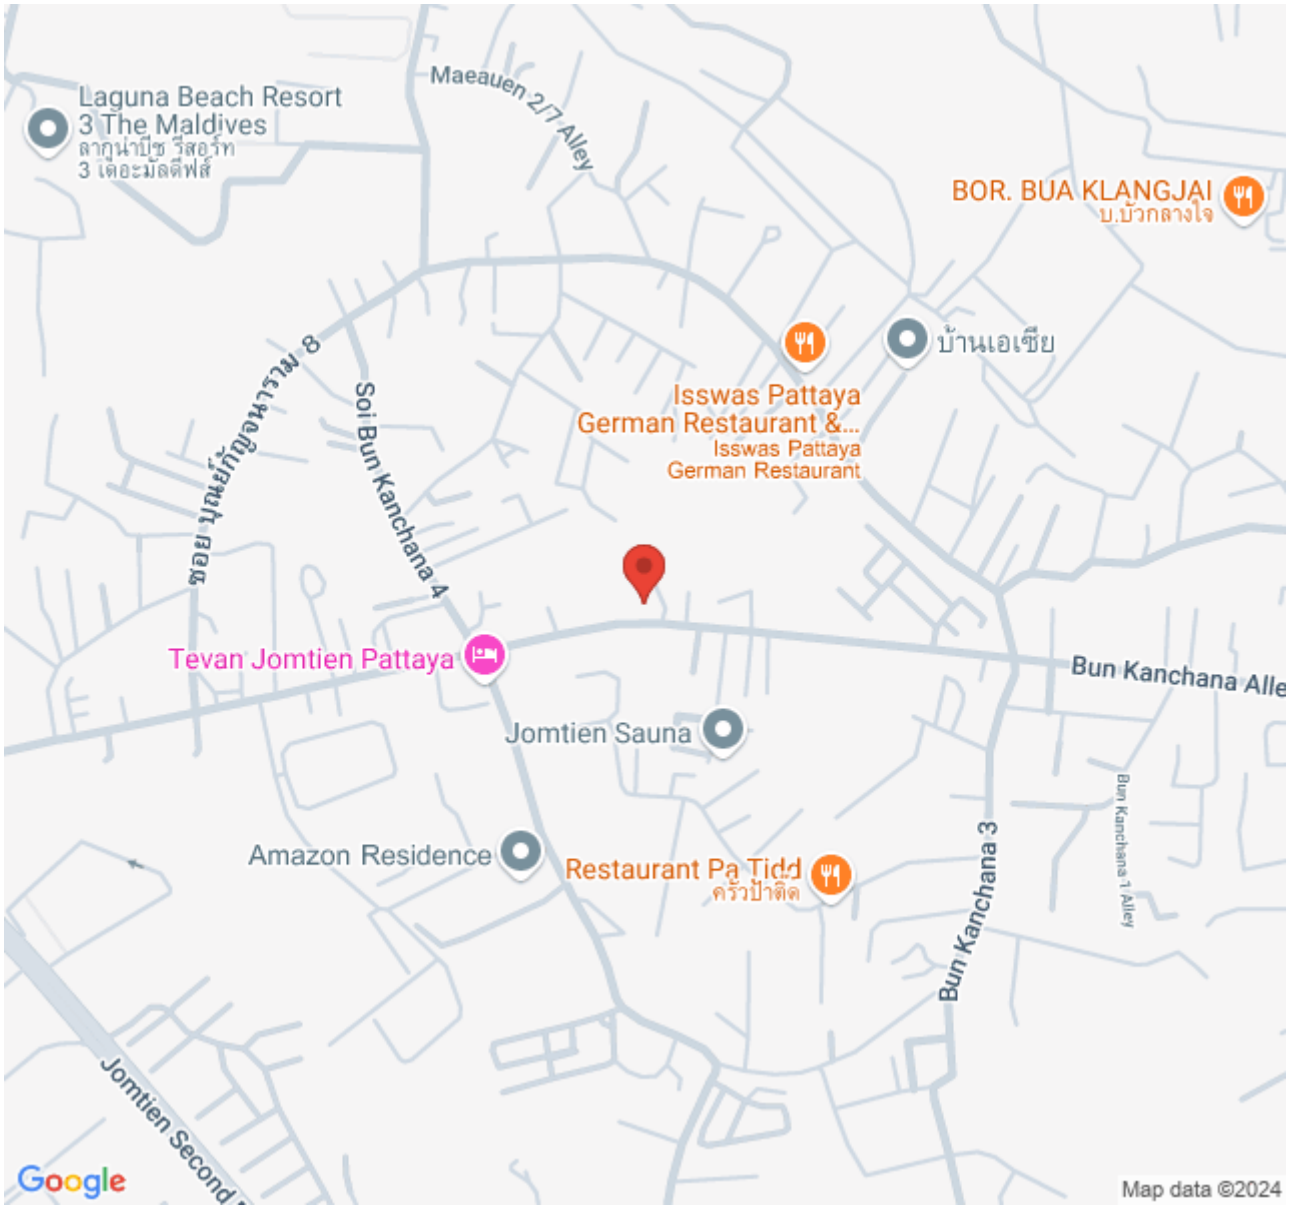 Maeauen 2/7 Alley
Laguna Beach Resort
3 The Maldives
ลากูน่าบีช รีสอร์ท
3 เดอะมัลดีฟส์
BOR. BUA KLANGJAI
บ.บัวกลางใจ
บ้านเอเซีย
Isswas Pattaya
German Restaurant &...
Isswas Pattaya
German Restaurant
ซอย บุณย์กัญจนาราม 8
Soi Bun Kanchana 4
Tevan Jomtien Pattaya
Bun Kanchana Alle
Jomtien Sauna
Bun Kanchana 1 Alley
Amazon Residence
Restaurant Pa Tidd
ครัวป้าติ๊ด
Bun Kanchana 3
Jomtien Second
Google
Map data ©2024